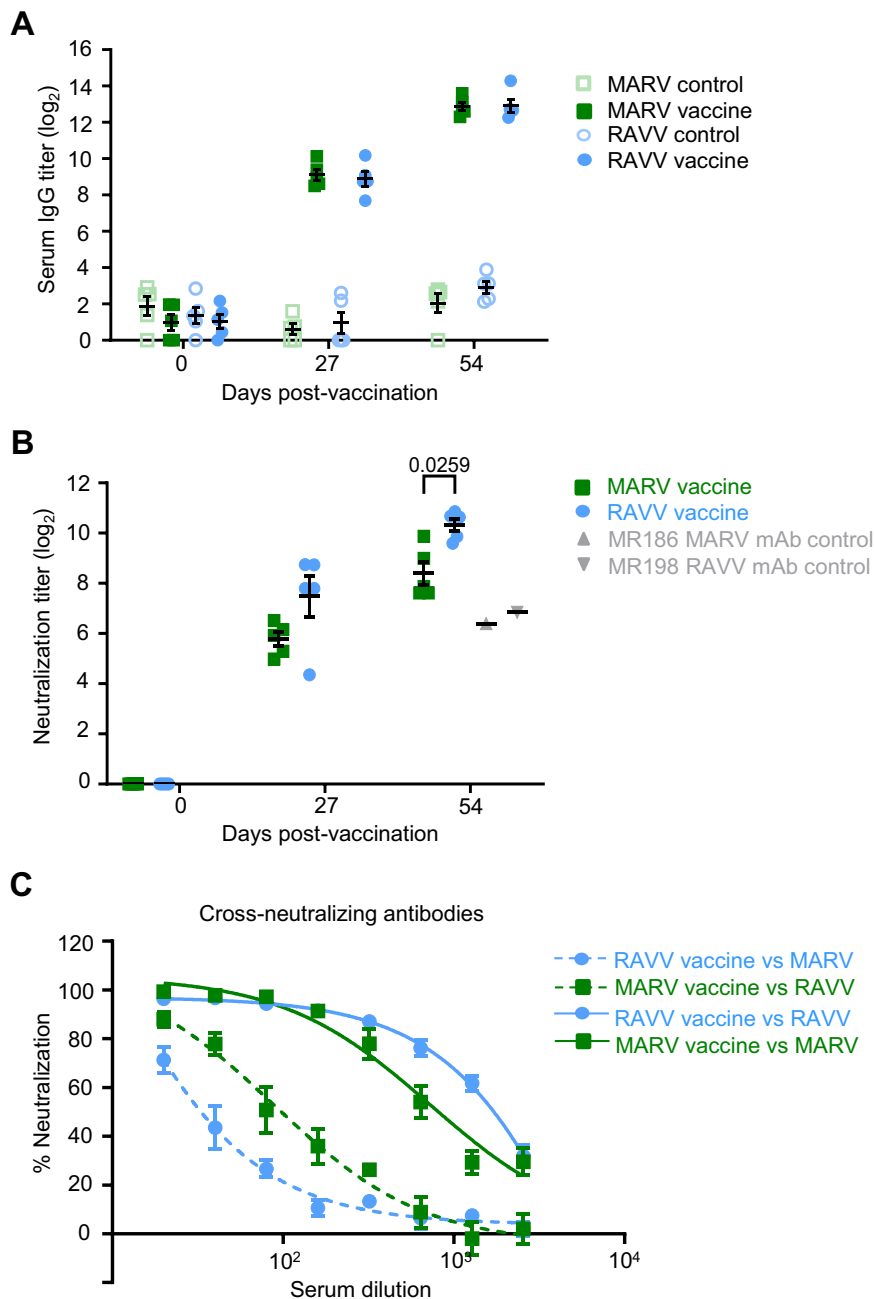 A
16
14
12
10
8
6
4
2
0
Serum IgG titer (log₂)
0
27
54
Days post-vaccination
MARV control
MARV vaccine
RAVV control
RAVV vaccine
B
0.0259
12
10
8
6
4
2
0
Neutralization titer (log₂)
0
27
54
Days post-vaccination
MARV vaccine
RAVV vaccine
MR186 MARV mAb control
MR198 RAVV mAb control
C
Cross-neutralizing antibodies
120
100
80
60
40
20
0
% Neutralization
10²
10³
10⁴
Serum dilution
RAVV vaccine vs MARV
MARV vaccine vs RAVV
RAVV vaccine vs RAVV
MARV vaccine vs MARV